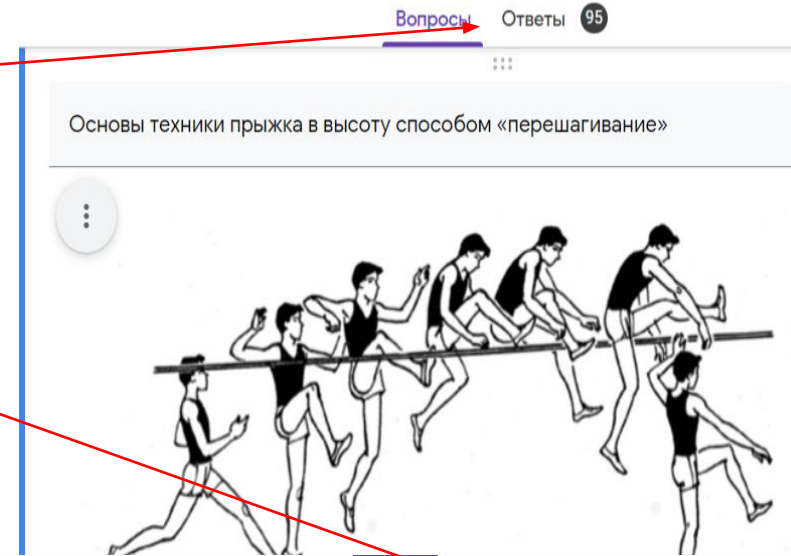 Вопросы Ответы 95
Основы техники прыжка в высоту способом «перешагивание»